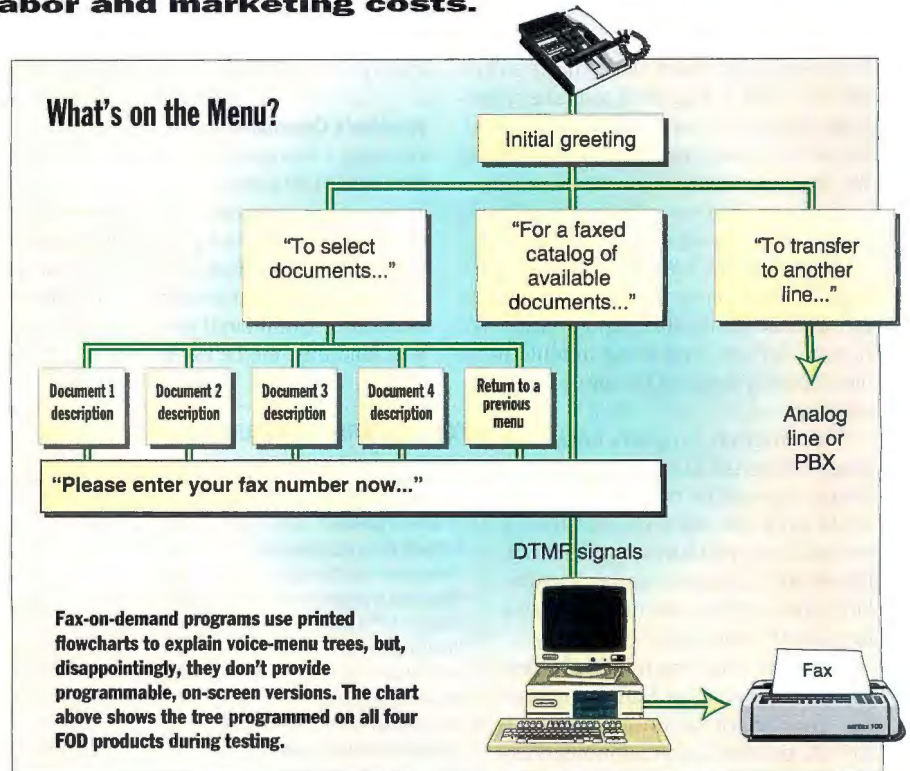 abor and marketing costs.
What's on the Menu?
Initial greeting
"To select
documents..."
"For a faxed
catalog of
available
documents..."
"To transfer
to another
line..."
Document 1
description
Document 2
description
Document 3
description
Document 4
description
Return to a
previous
menu
Analog
line or
PBX
"Please enter your fax number now..."
DTMF signals
Fax-on-demand programs use printed
flowcharts to explain voice-menu trees, but,
disappointingly, they don't provide
programmable, on-screen versions. The chart
above shows the tree programmed on all four
FOD products during testing.
Fax